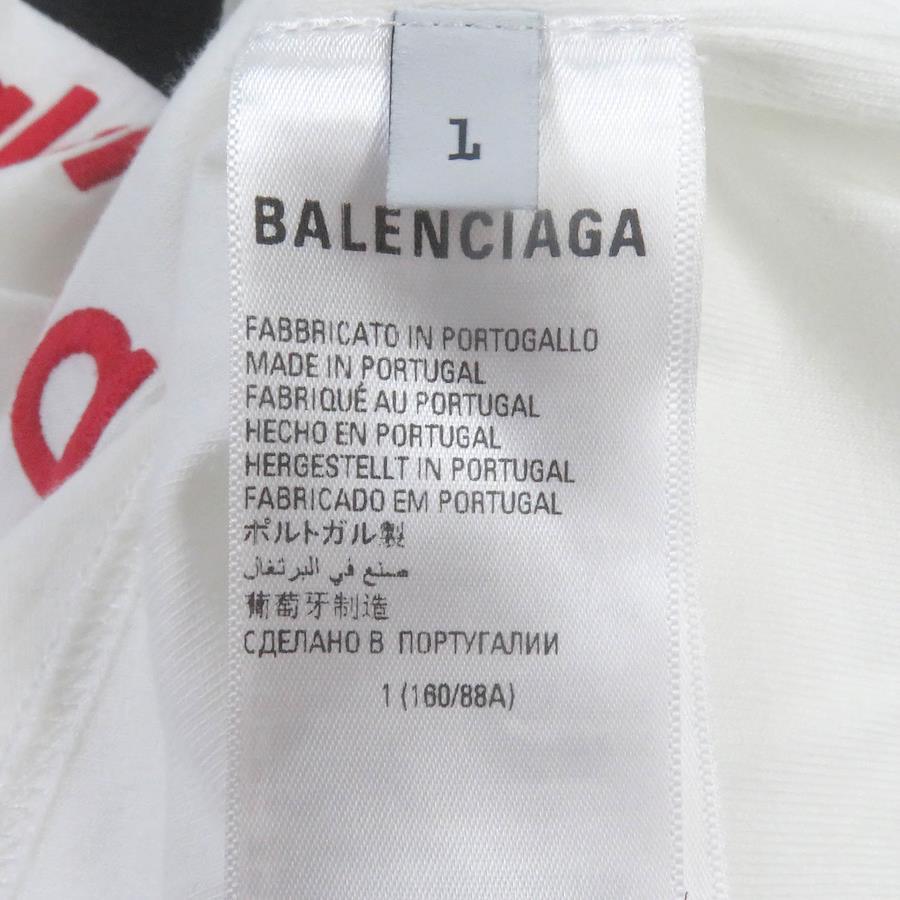 1
BALENCIAGA
FABBRICATO IN PORTOGALLO
MADE IN PORTUGAL
FABRIQUÉ AU PORTUGAL
HECHO EN PORTUGAL
HERGESTELLT IN PORTUGAL
FABRICADO EM PORTUGAL
ポルトガル製
صنع في البرتغال
葡萄牙制造
СДЕЛАНО В ПОРТУГАЛИИ
1 (160/88A)